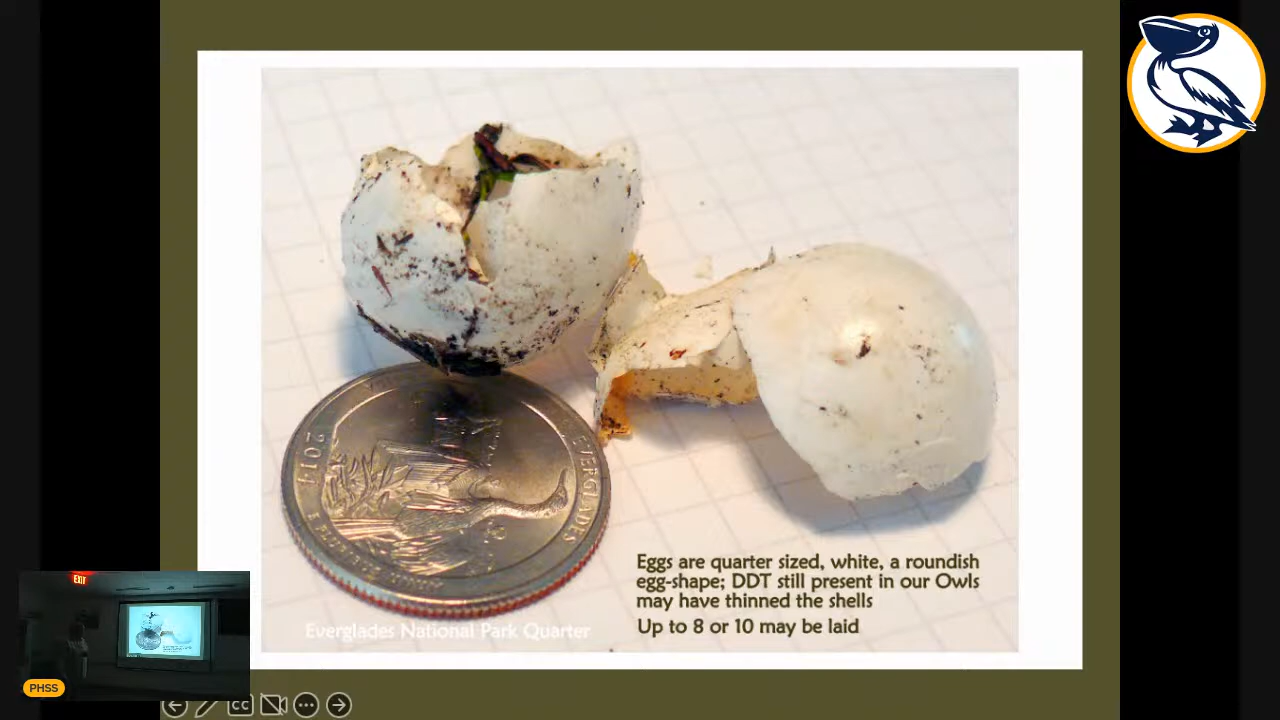 2014
EVERGLADES
Eggs are quarter sized, white, a roundish
egg-shape; DDT still present in our Owls
may have thinned the shells
Up to 8 or 10 may be laid
Everglades National Park Quarter
EXIT
PHSS
CC